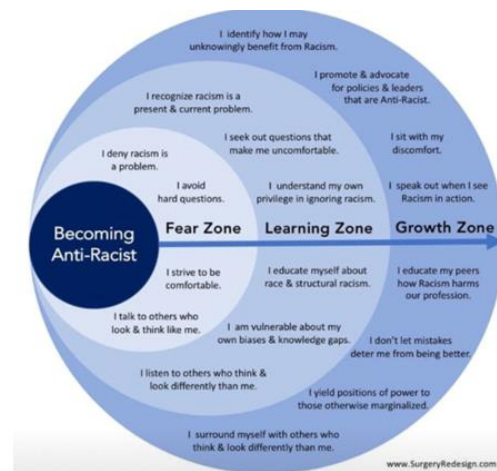 I identify how I may
unknowingly benefit from Racism.
I promote & advocate
for policies & leaders
that are Anti-Racist.
I recognize racism is a
present & current problem.
I seek out questions that
make me uncomfortable.
I sit with my
discomfort.
I deny racism is
a problem.
I avoid
hard questions.
I understand my own
privilege in ignoring racism.
I speak out when I see
Racism in action.
Becoming
Anti-Racist
Fear Zone
Learning Zone
Growth Zone
I strive to be
comfortable.
I educate myself about
race & structural racism.
I educate my peers
how Racism harms
our profession.
I talk to others who
look & think like me.
I am vulnerable about my
own biases & knowledge gaps.
I don't let mistakes
deter me from being better.
I listen to others who think &
look differently than me.
I yield positions of power to
those otherwise marginalized.
I surround myself with others who
think & look differently than me.
www.SurgeryRedesign.com